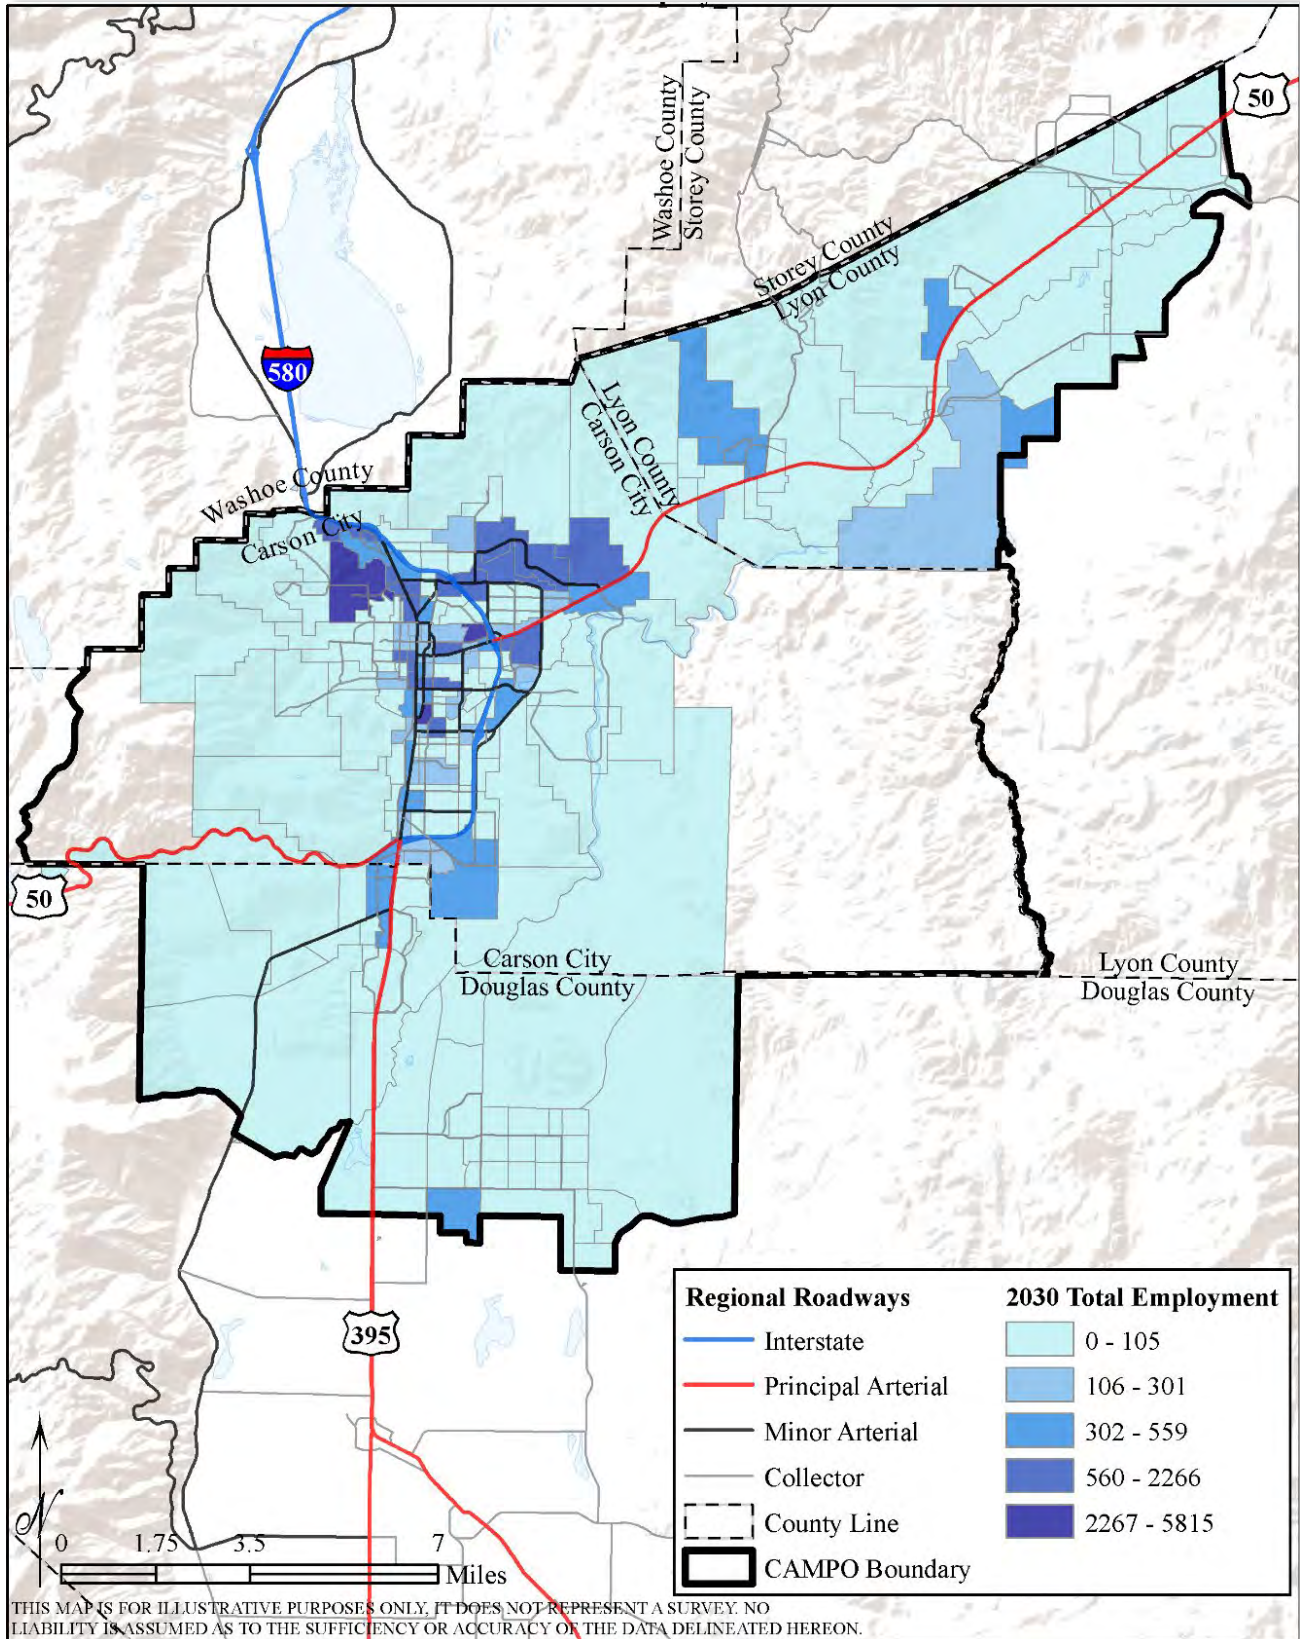 Washoe County
Storey County
50
Storey County
Lyon County
580
Lyon County
Carson City
Washoe County
Carson City
50
Carson City
Douglas County
Lyon County
Douglas County
395
Regional Roadways
Interstate
Principal Arterial
Minor Arterial
Collector
County Line
CAMPO Boundary
2030 Total Employment
0 - 105
106 - 301
302 - 559
560 - 2266
2267 - 5815
N
0 1.75 3.5 7
Miles
THIS MAP IS FOR ILLUSTRATIVE PURPOSES ONLY, IT DOES NOT REPRESENT A SURVEY. NO
LIABILITY IS ASSUMED AS TO THE SUFFICIENCY OR ACCURACY OF THE DATA DELINEATED HEREON.